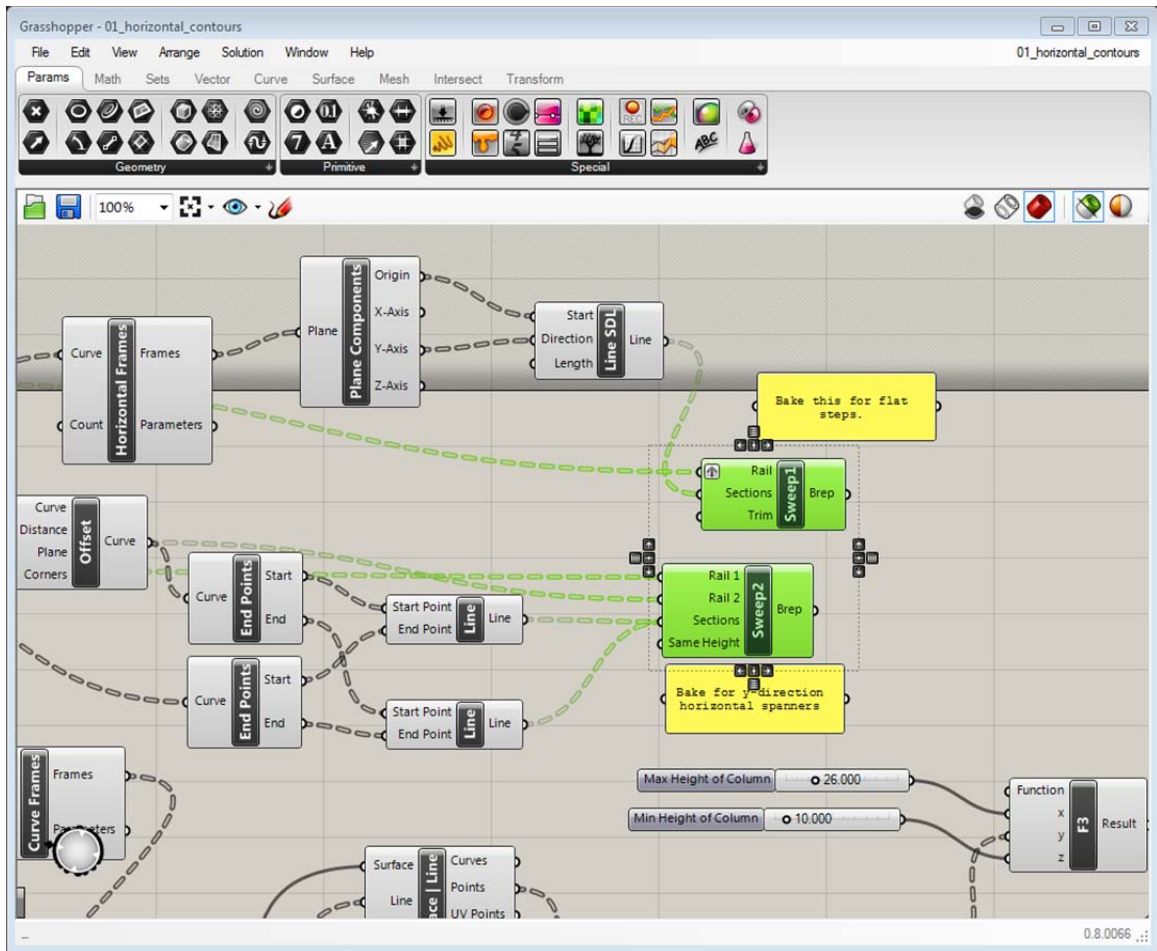 Grasshopper - 01_horizontal_contours
File Edit View Arrange Solution Window Help 01_horizontal_contours
Params Math Sets Vector Curve Surface Mesh Intersect Transform
Geometry Primitive Special
100%
Curve
Count
Horizontal Frames
Frames
Parameters
Plane
Plane Components
Origin
X-Axis
Y-Axis
Z-Axis
Start
Direction
Length
Line SDL
Line
Bake this for flat
steps.
Rail
Sections
Trim
Sweep1
Brep
Curve
Distance
Plane
Corners
Offset
Curve
Curve
End Points
Start
End
Start Point
End Point
Line
Line
Rail 1
Rail 2
Sections
Same Height
Sweep2
Brep
Curve
End Points
Start
End
Start Point
End Point
Line
Line
Bake for y-direction
horizontal spanners
Curve Frames
Frames
Parameters
Max Height of Column 26.000
Min Height of Column 10.000
Function
x
y
z
F3
Result
Surface
Line
| Line
Curves
Points
UV Points
0.8.0066